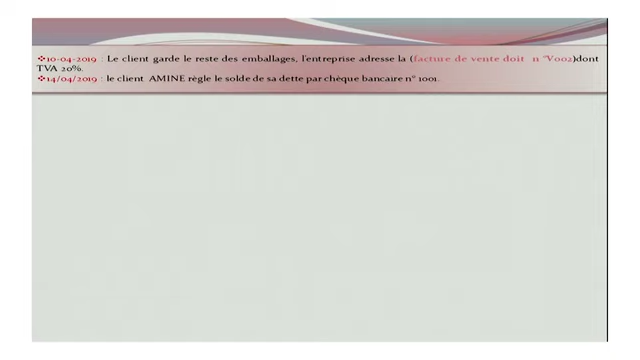 ❖10-04-2019 : Le client garde le reste des emballages, l'entreprise adresse la (facture de vente doit n °V002)dont
TVA 20%.
❖14/04/2019 : le client AMINE règle le solde de sa dette par chèque bancaire n° 1001.